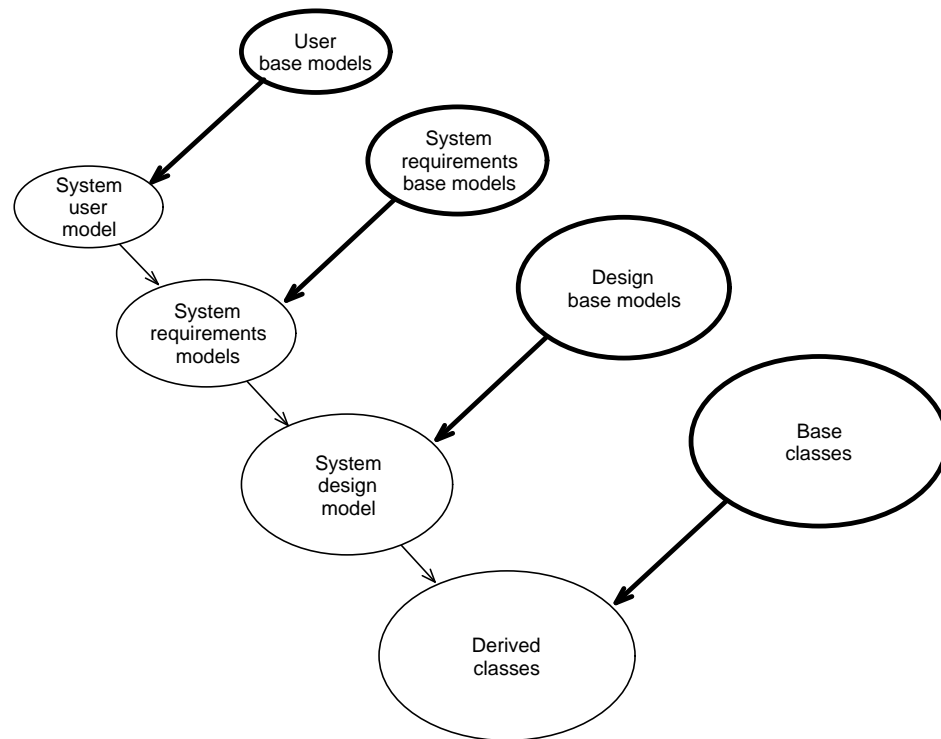 User
base models
System
requirements
base models
System
user
model
Design
base models
System
requirements
models
Base
classes
System
design
model
Derived
classes